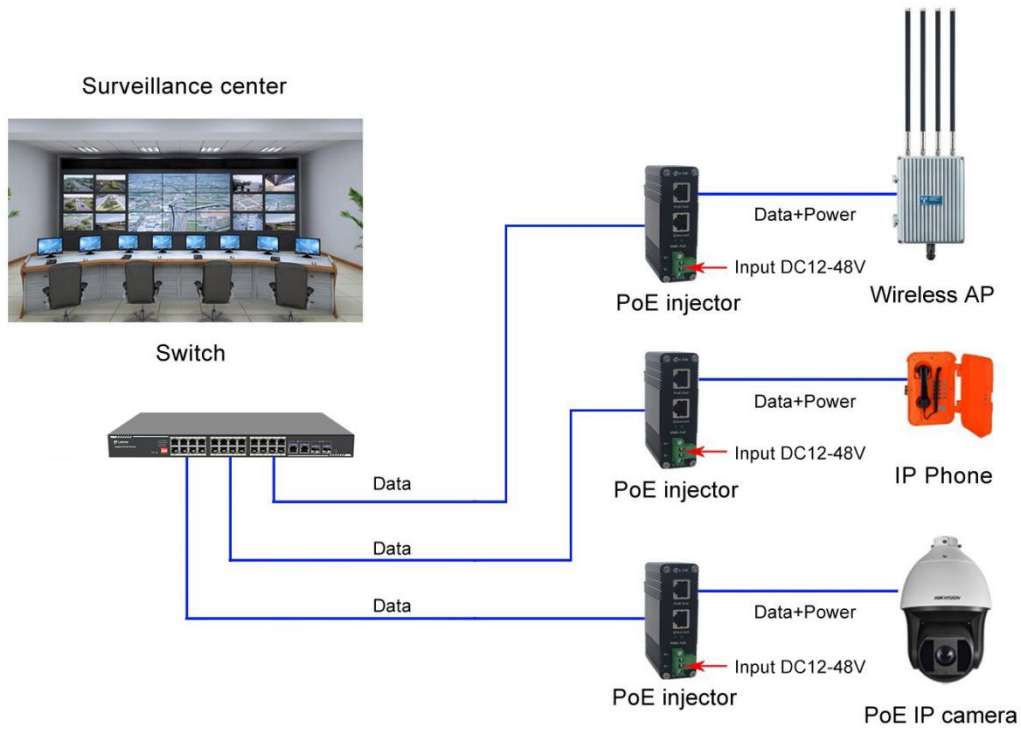 Surveillance center
Switch
Data
Data
Data
Data+Power
Input DC12-48V
PoE injector
Wireless AP
Data+Power
Input DC12-48V
PoE injector
IP Phone
HIKVISION
Data+Power
Input DC12-48V
PoE injector
PoE IP camera